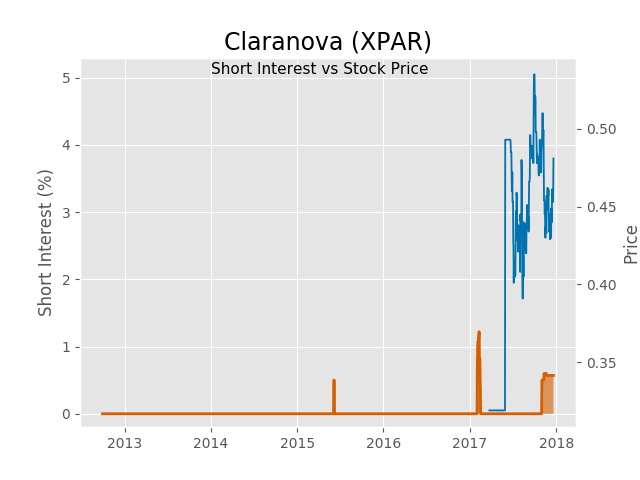 Claranova (XPAR)
Short Interest vs Stock Price
Short Interest (%)
5
4
3
2
1
0
0.50
0.45
0.40
0.35
Price
2013 2014 2015 2016 2017 2018